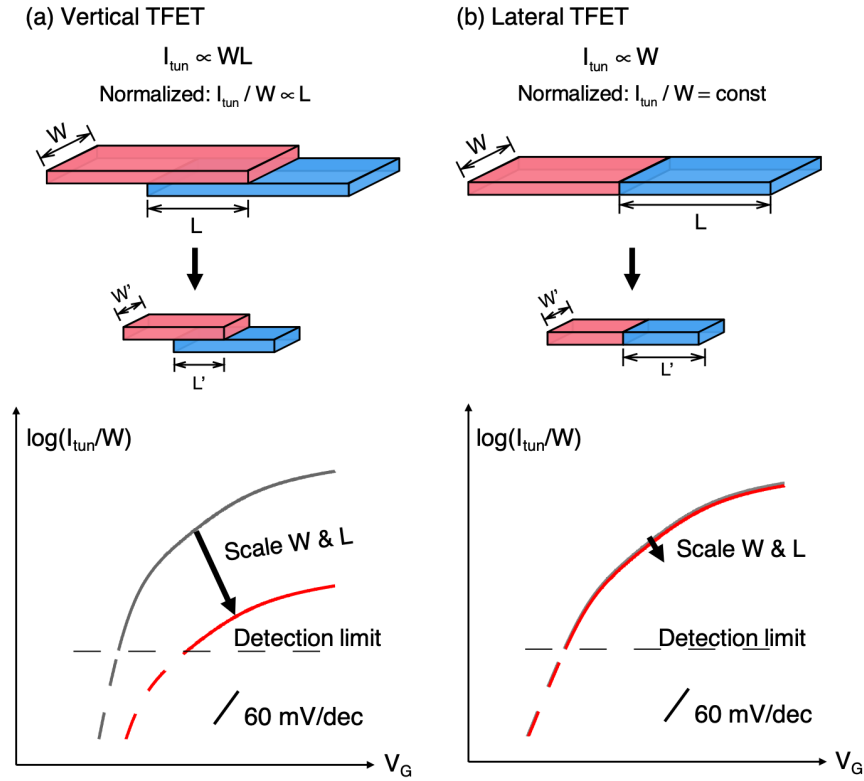 (a) Vertical TFET
I_tun ∝ WL
Normalized: I_tun / W ∝ L
W
L
W'
L'
log(I_tun/W)
Scale W & L
Detection limit
60 mV/dec
V_G
(b) Lateral TFET
I_tun ∝ W
Normalized: I_tun / W = const
W
L
W'
L'
log(I_tun/W)
Scale W & L
Detection limit
60 mV/dec
V_G